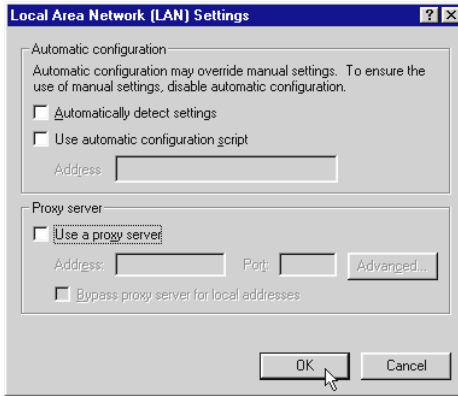 Local Area Network (LAN) Settings
Automatic configuration
Automatic configuration may override manual settings. To ensure the
use of manual settings, disable automatic configuration.
Automatically detect settings
Use automatic configuration script
Address
Proxy server
Use a proxy server
Address: Port: Advanced...
Bypass proxy server for local addresses
OK Cancel